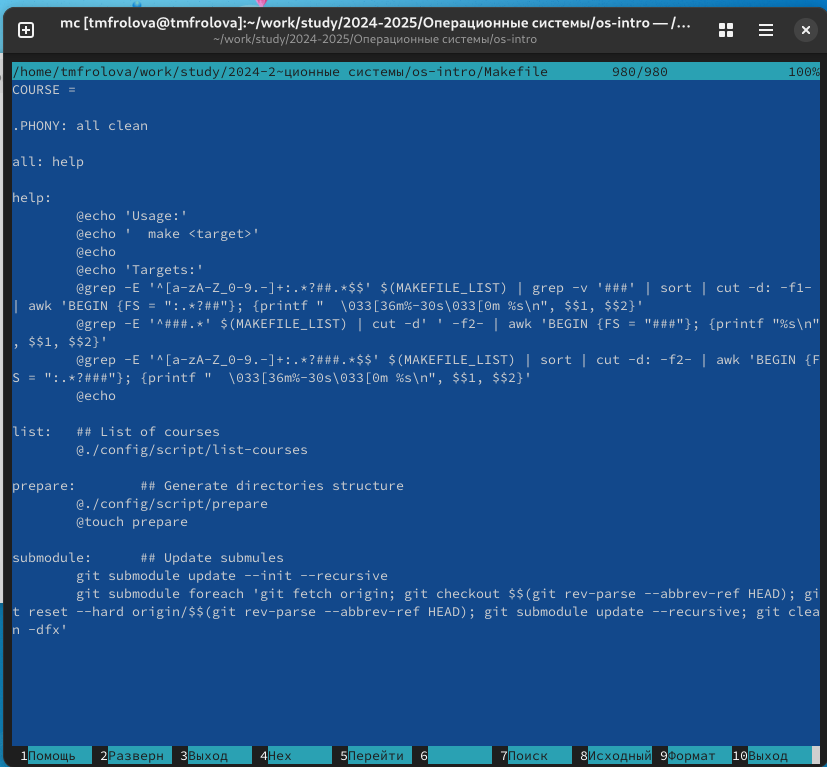 mc [tmfrolova@tmfrolova]:~/work/study/2024-2025/Операционные системы/os-intro — /...
~/work/study/2024-2025/Операционные системы/os-intro
/home/tmfrolova/work/study/2024-2~ционные системы/os-intro/Makefile        980/980               100%
COURSE =
.PHONY: all clean
all: help
help:
        @echo 'Usage:'
        @echo '  make <target>'
        @echo
        @echo 'Targets:'
        @grep -E '^[a-zA-Z_0-9.-]+:.*?##.*$$' $(MAKEFILE_LIST) | grep -v '###' | sort | cut -d: -f1-
| awk 'BEGIN {FS = ":.*?##"}; {printf "  \033[36m%-30s\033[0m %s\n", $$1, $$2}'
        @grep -E '^###.*' $(MAKEFILE_LIST) | cut -d' ' -f2- | awk 'BEGIN {FS = "###"}; {printf "%s\n"
, $$1, $$2}'
        @grep -E '^[a-zA-Z_0-9.-]+:.*?###.*$$' $(MAKEFILE_LIST) | sort | cut -d: -f2- | awk 'BEGIN {F
S = ":.*?###"}; {printf "  \033[36m%-30s\033[0m %s\n", $$1, $$2}'
        @echo
list:   ## List of courses
        @./config/script/list-courses
prepare:        ## Generate directories structure
        @./config/script/prepare
        @touch prepare
submodule:      ## Update submules
        git submodule update --init --recursive
        git submodule foreach 'git fetch origin; git checkout $$(git rev-parse --abbrev-ref HEAD); gi
t reset --hard origin/$$(git rev-parse --abbrev-ref HEAD); git submodule update --recursive; git clea
n -dfx'
1Помощь 2Разверн 3Выход 4Hex 5Перейти 6 7Поиск 8Исходный 9Формат 10Выход